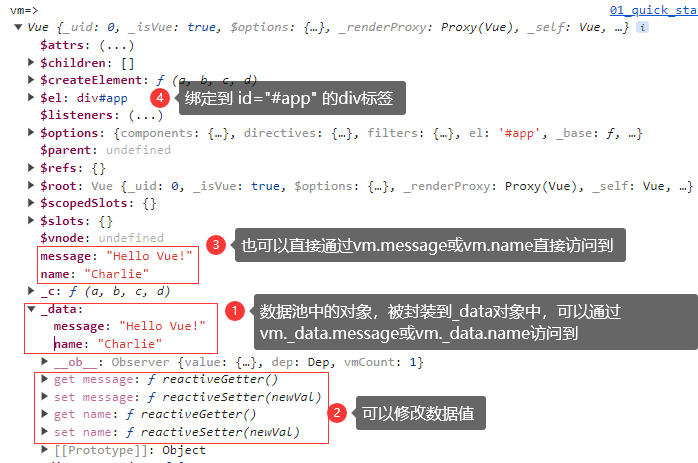 vm=>
01_quick_sta
Vue {_uid: 0, _isVue: true, $options: {…}, _renderProxy: Proxy(Vue), _self: Vue, …} i
$attrs: (...)
$children: []
$createElement: ƒ (a, b, c, d)
$el: div#app
4 绑定到 id="#app" 的div标签
$listeners: (...)
$options: {components: {…}, directives: {…}, filters: {…}, el: '#app', _base: ƒ, …}
$parent: undefined
$refs: {}
$root: Vue {_uid: 0, _isVue: true, $options: {…}, _renderProxy: Proxy(Vue), _self: Vue, …}
$scopedSlots: {}
$slots: {}
$vnode: undefined
message: "Hello Vue!"
name: "Charlie"
3 也可以直接通过vm.message或vm.name直接访问到
_c: ƒ (a, b, c, d)
_data:
message: "Hello Vue!"
name: "Charlie"
1 数据池中的对象，被封装到_data对象中，可以通过
vm._data.message或vm._data.name访问到
__ob__: Observer {value: {…}, dep: Dep, vmCount: 1}
get message: ƒ reactiveGetter()
set message: ƒ reactiveSetter(newVal)
get name: ƒ reactiveGetter()
set name: ƒ reactiveSetter(newVal)
2 可以修改数据值
[[Prototype]]: Object